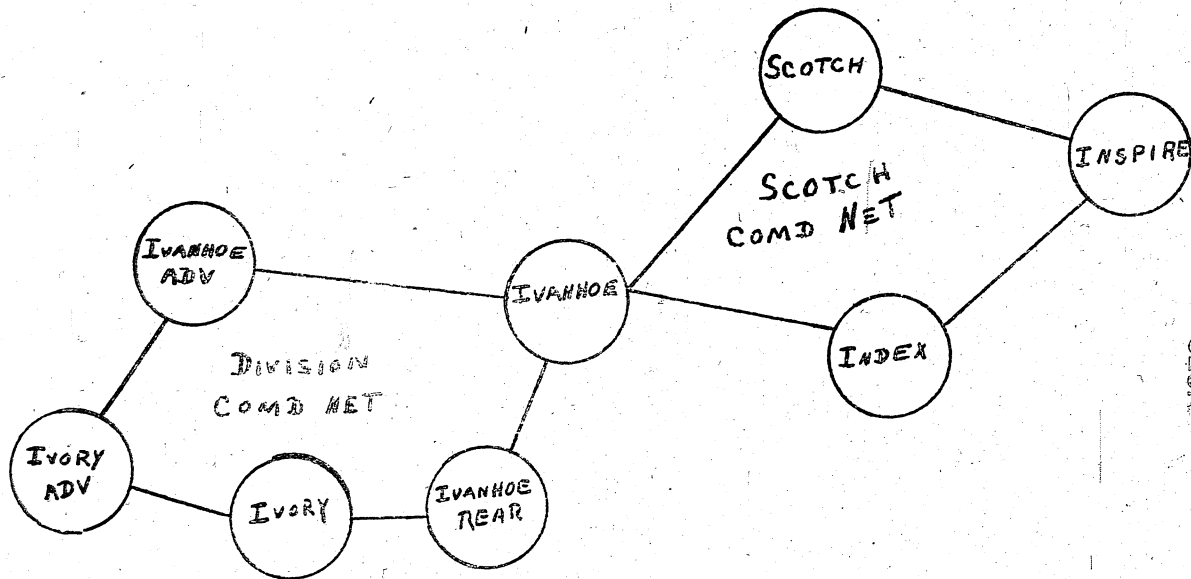 SCOTCH
INSPIRE
SCOTCH
COMD NET
IVANHOE
ADV
IVANHOE
INDEX
DIVISION
COMD NET
IVORY
ADV
IVORY
IVANHOE
REAR